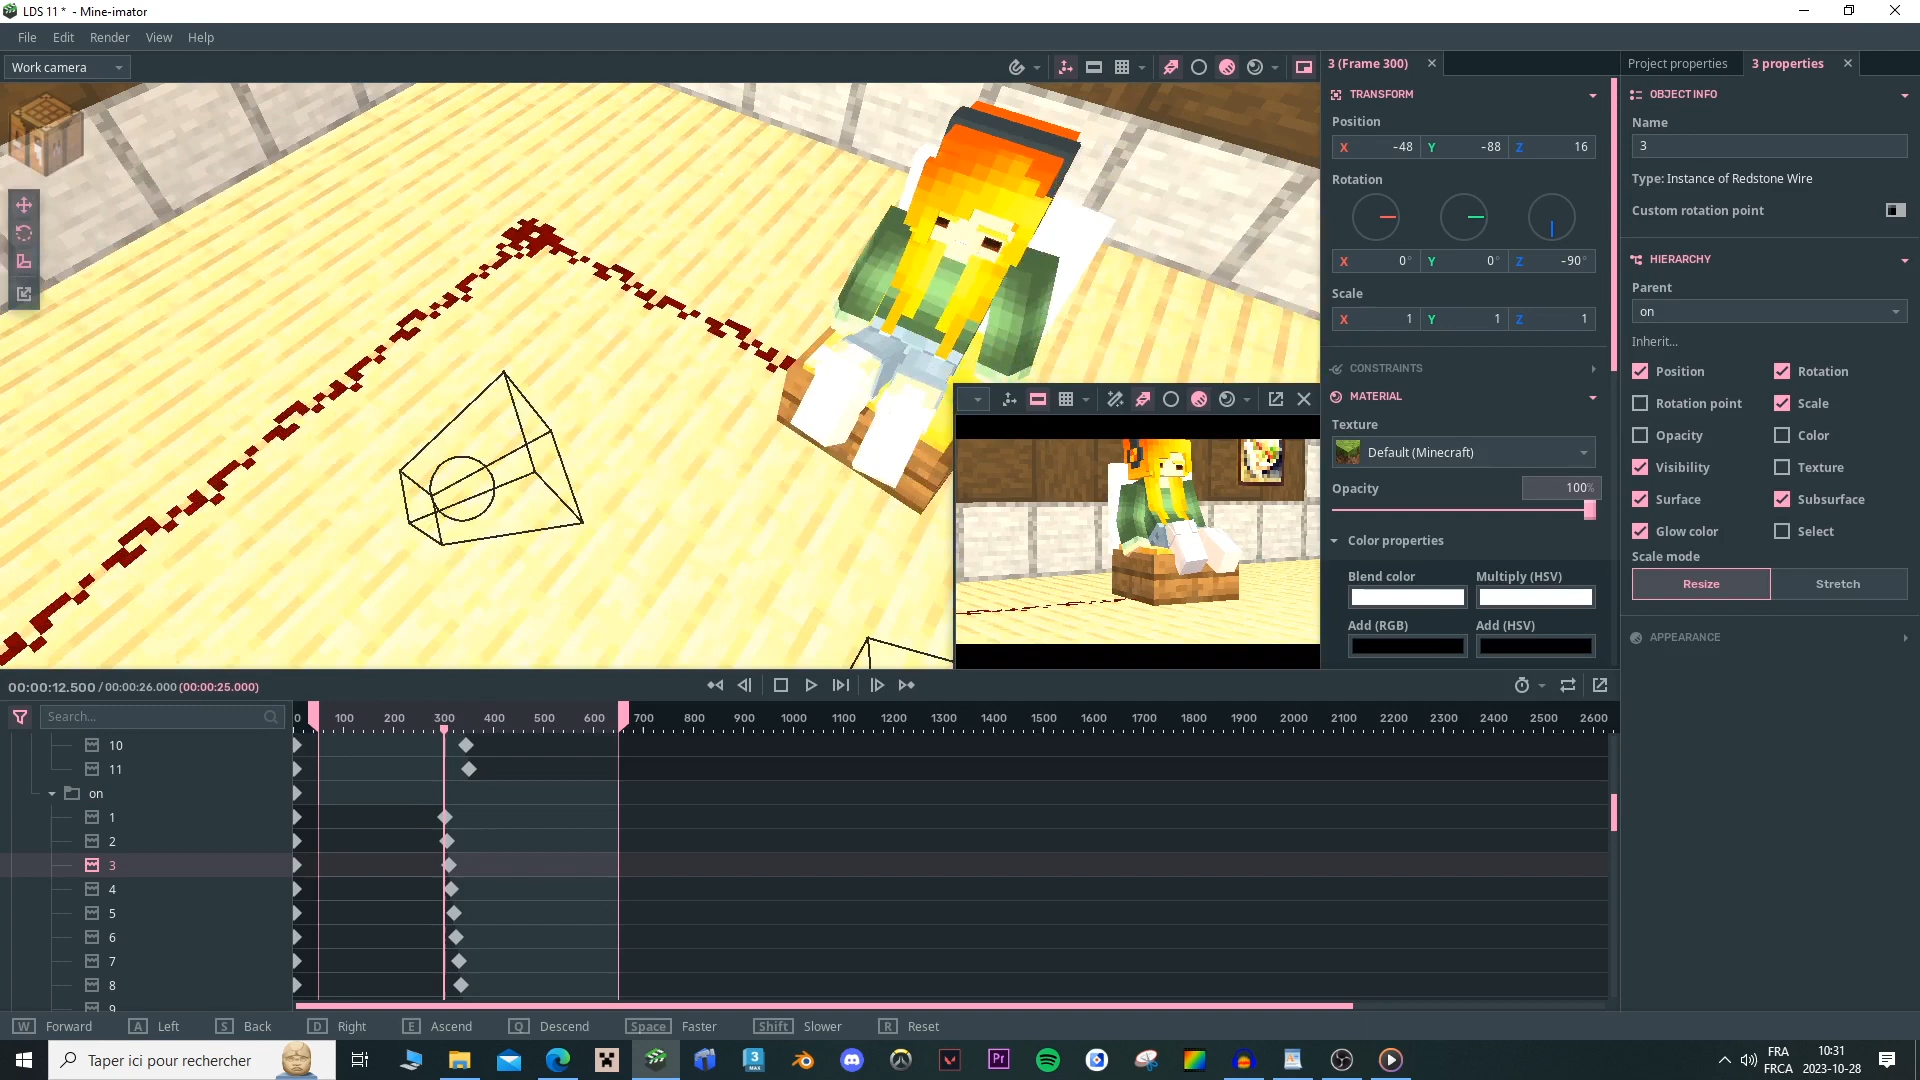 LDS 11 * - Mine-imator
File Edit Render View Help
Work camera
3 (Frame 300)
Project properties
3 properties
TRANSFORM
Position
X -48 Y -88 Z 16
Rotation
X 0° Y 0° Z -90°
Scale
X 1 Y 1 Z 1
CONSTRAINTS
MATERIAL
Texture
Default (Minecraft)
Opacity
100%
Color properties
Blend color Multiply (HSV)
Add (RGB) Add (HSV)
OBJECT INFO
Name
3
Type: Instance of Redstone Wire
Custom rotation point
HIERARCHY
Parent
on
Inherit...
Position Rotation
Rotation point Scale
Opacity Color
Visibility Texture
Surface Subsurface
Glow color Select
Scale mode
Resize Stretch
APPEARANCE
00:00:12.500 / 00:00:26.000 (00:00:25.000)
Search...
0 100 200 300 400 500 600 700 800 900 1000 1100 1200 1300 1400 1500 1600 1700 1800 1900 2000 2100 2200 2300 2400 2500 2600
10
11
on
1
2
3
4
5
6
7
8
9
W Forward A Left S Back D Right E Ascend Q Descend Space Faster Shift Slower R Reset
Taper ici pour rechercher
3
MAX
Pr
FRA
FRCA
10:31
2023-10-28